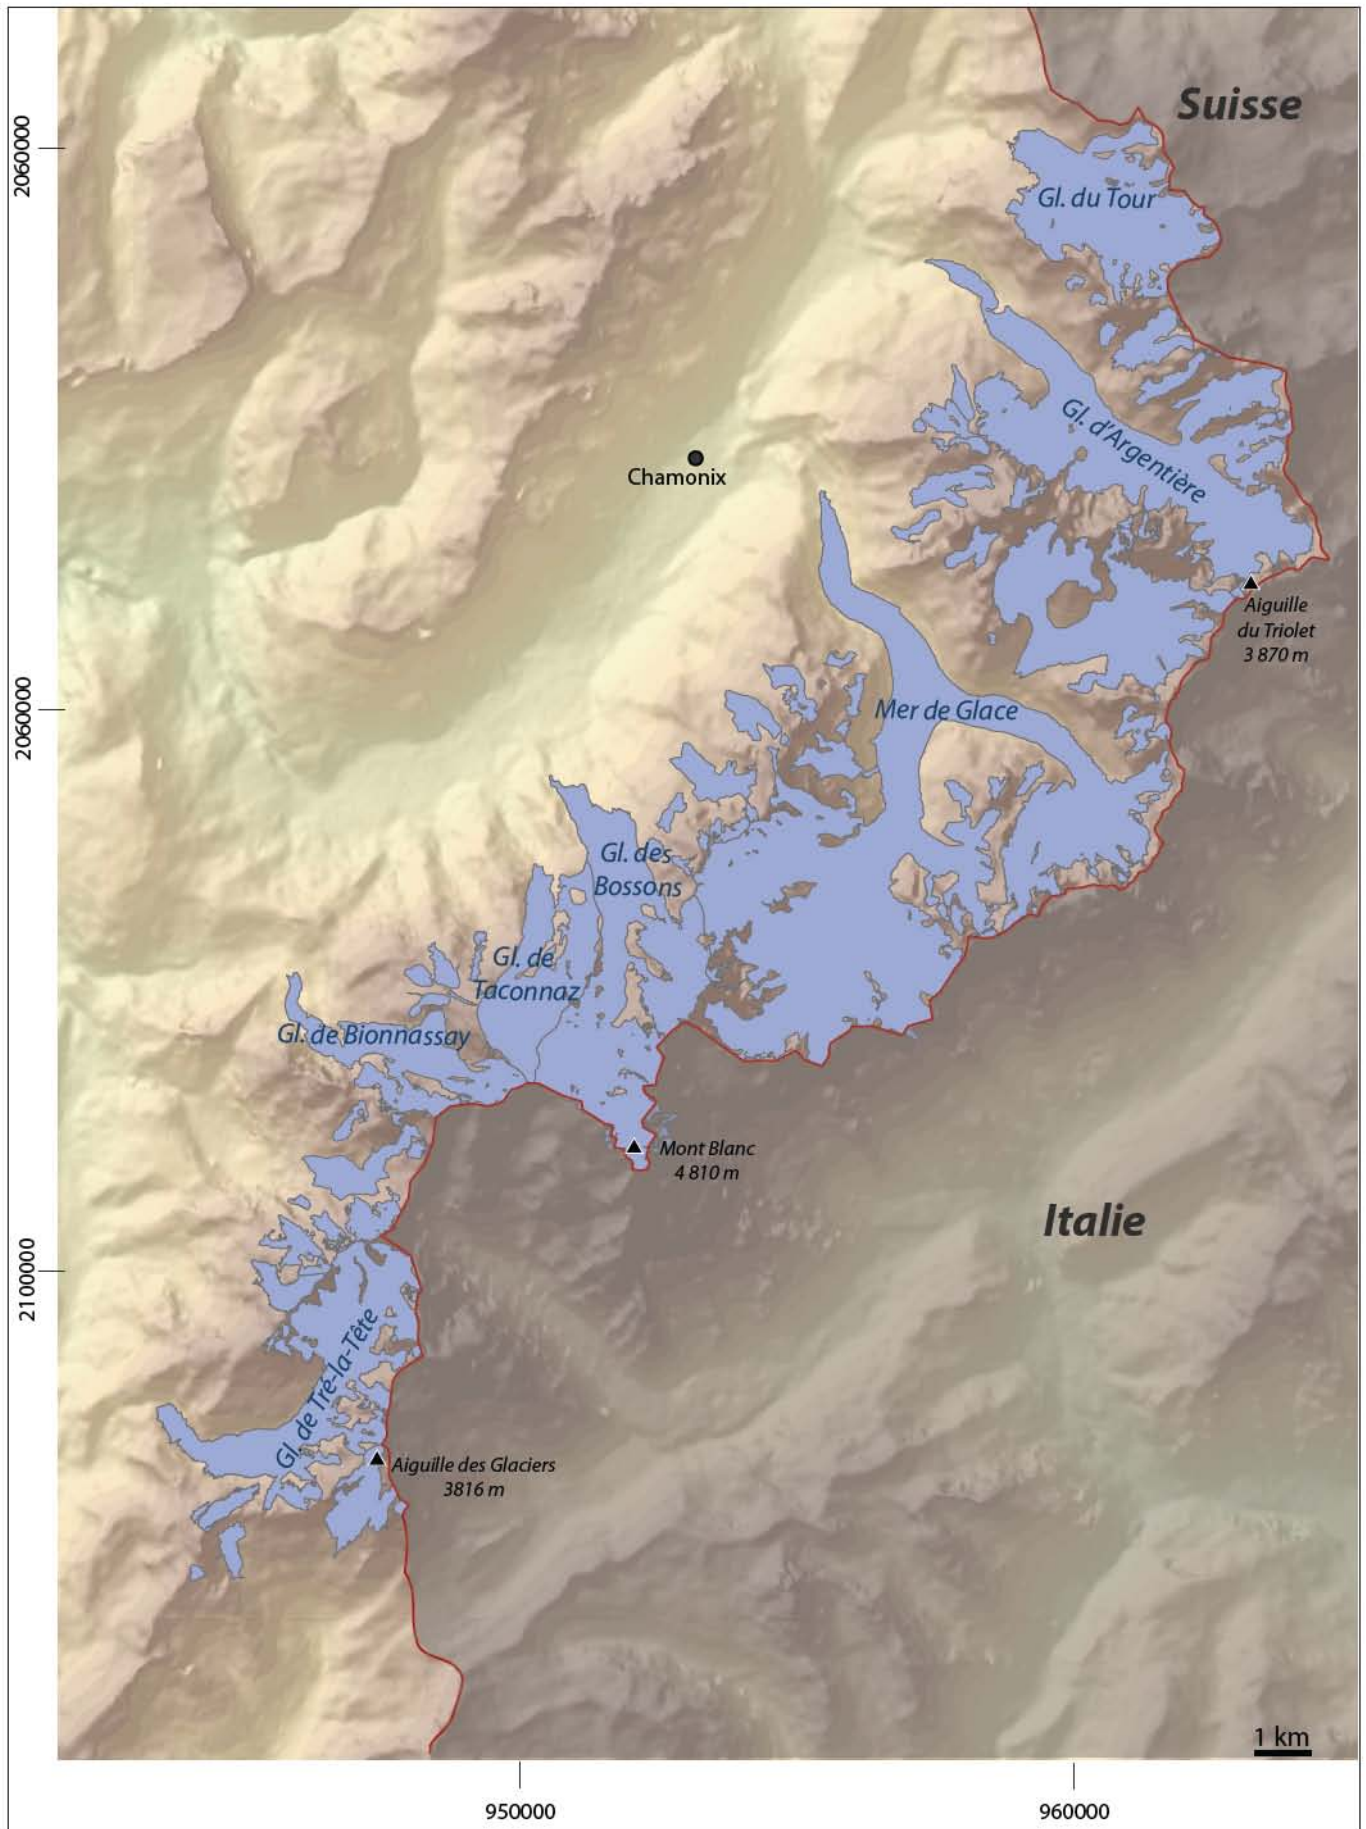 Suisse
2060000
Gl. du Tour
Gl. d'Argentière
Chamonix
Aiguille
du Triolet
3 870 m
2060000
Mer de Glace
Gl. des
Bossons
Gl. de
Taconnaz
Gl. de Bionnassay
Mont Blanc
4 810 m
Italie
2100000
Gl. de Tré-la-Tête
Aiguille des Glaciers
3816 m
1 km
950000
960000